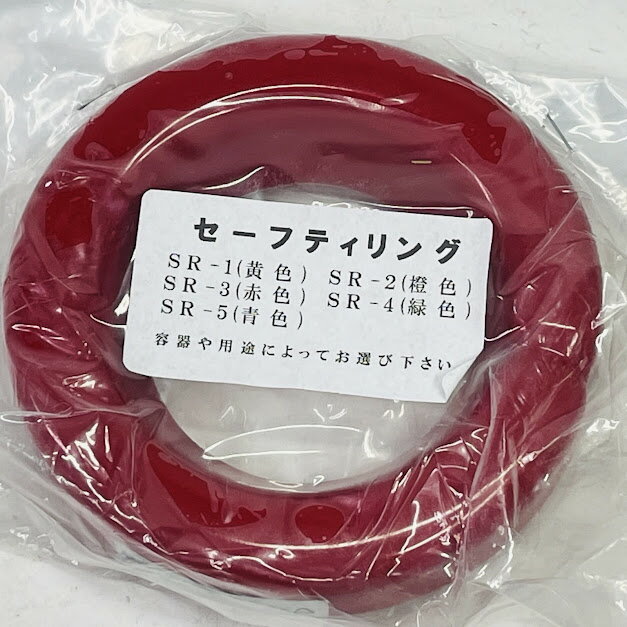 セーフティリング
SR-1(黄色) SR-2(橙色)
SR-3(赤色) SR-4(緑色)
SR-5(青色)
容器や用途によってお選び下さい